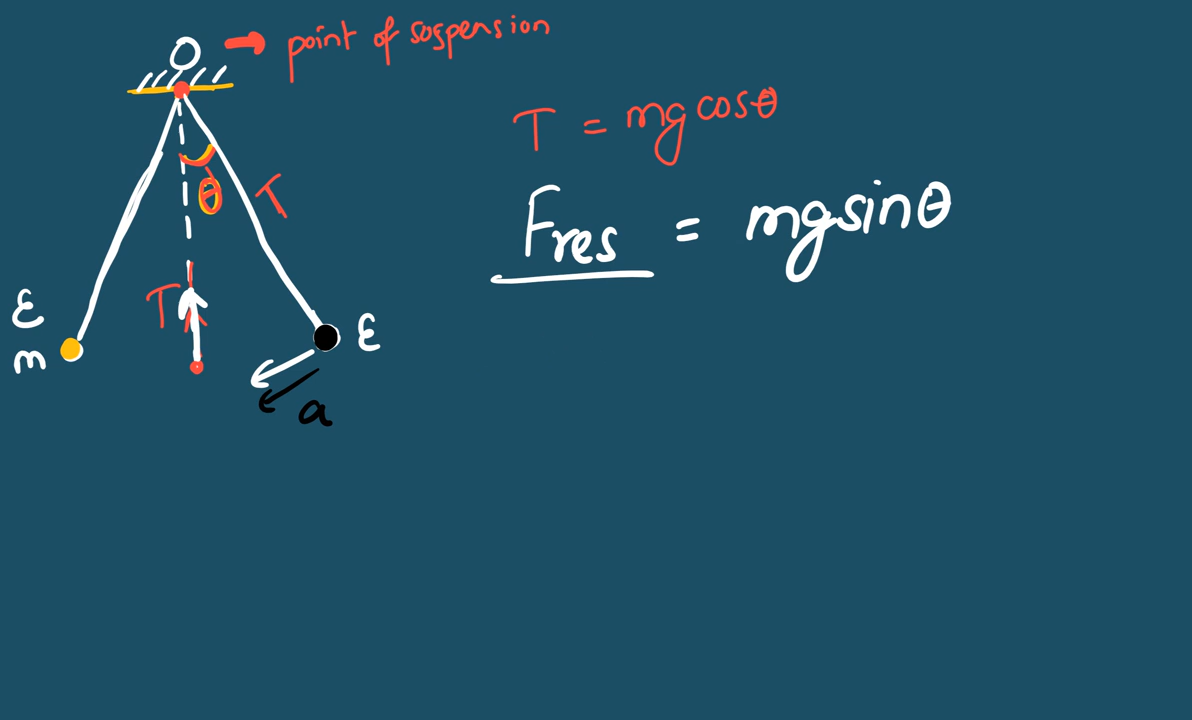 O → point of suspension
T = mg cosθ
Fres = mgsinθ
θ
T
T
Ɛ
m
Ɛ
a